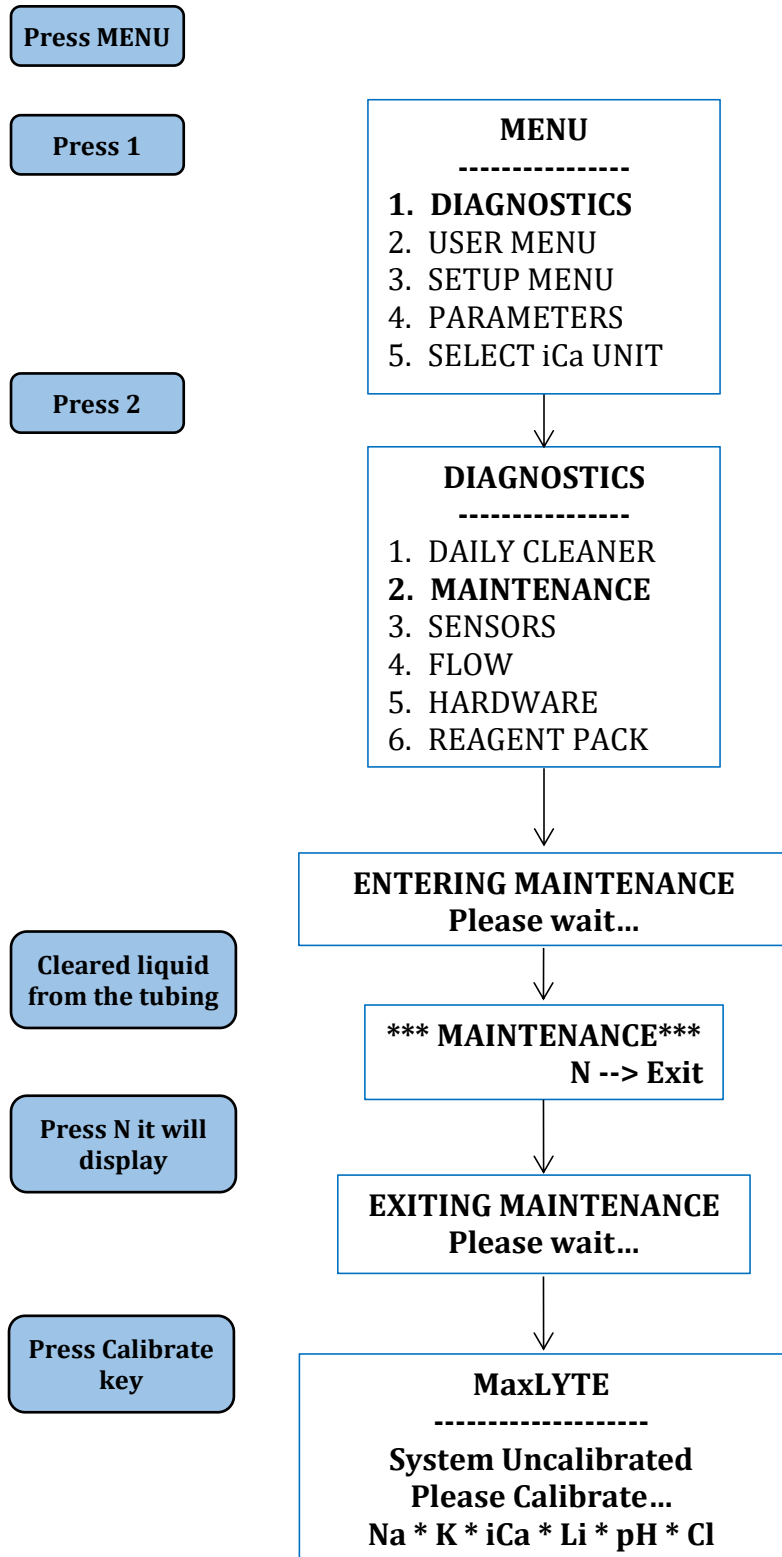 Press MENU
Press 1
MENU
----------------
1. DIAGNOSTICS
2. USER MENU
3. SETUP MENU
4. PARAMETERS
5. SELECT iCa UNIT
Press 2
DIAGNOSTICS
----------------
1. DAILY CLEANER
2. MAINTENANCE
3. SENSORS
4. FLOW
5. HARDWARE
6. REAGENT PACK
ENTERING MAINTENANCE
Please wait…
Cleared liquid
from the tubing
*** MAINTENANCE***
N --> Exit
Press N it will
display
EXITING MAINTENANCE
Please wait…
Press Calibrate
key
MaxLYTE
--------------------
System Uncalibrated
Please Calibrate…
Na * K * iCa * Li * pH * Cl